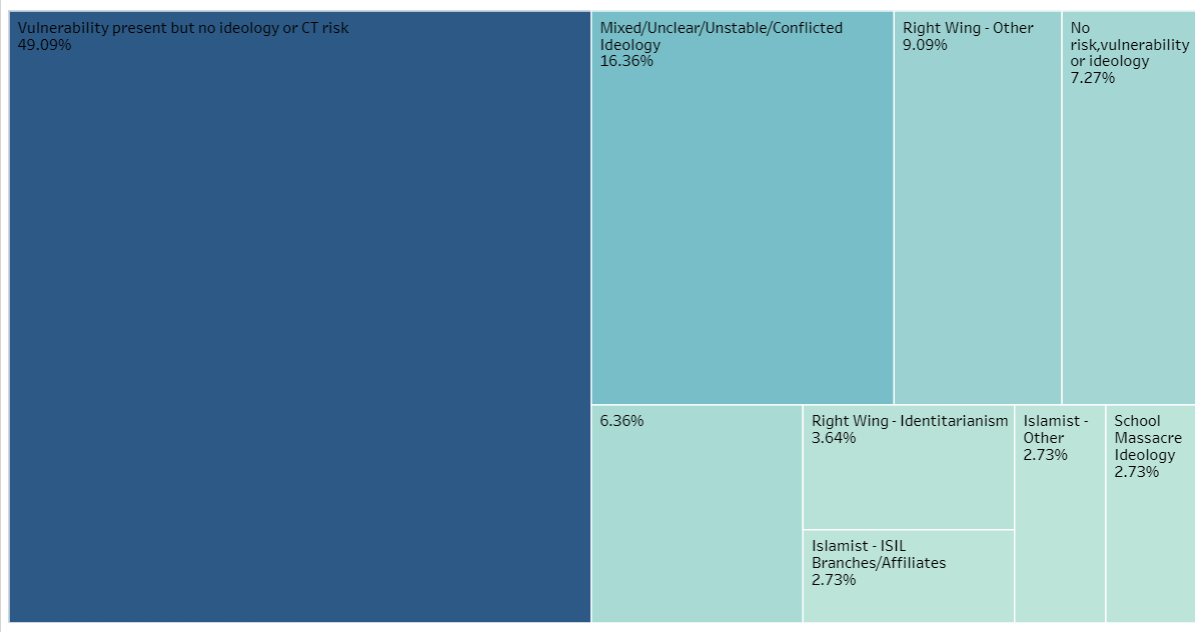 Vulnerability present but no ideology or CT risk
49.09%
Mixed/Unclear/Unstable/Conflicted
Ideology
16.36%
Right Wing - Other
9.09%
No
risk,vulnerability
or ideology
7.27%
6.36%
Right Wing - Identitarianism
3.64%
Islamist - ISIL
Branches/Affiliates
2.73%
Islamist -
Other
2.73%
School
Massacre
Ideology
2.73%